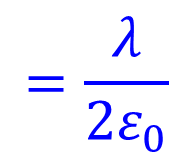 = λ / 2ε₀